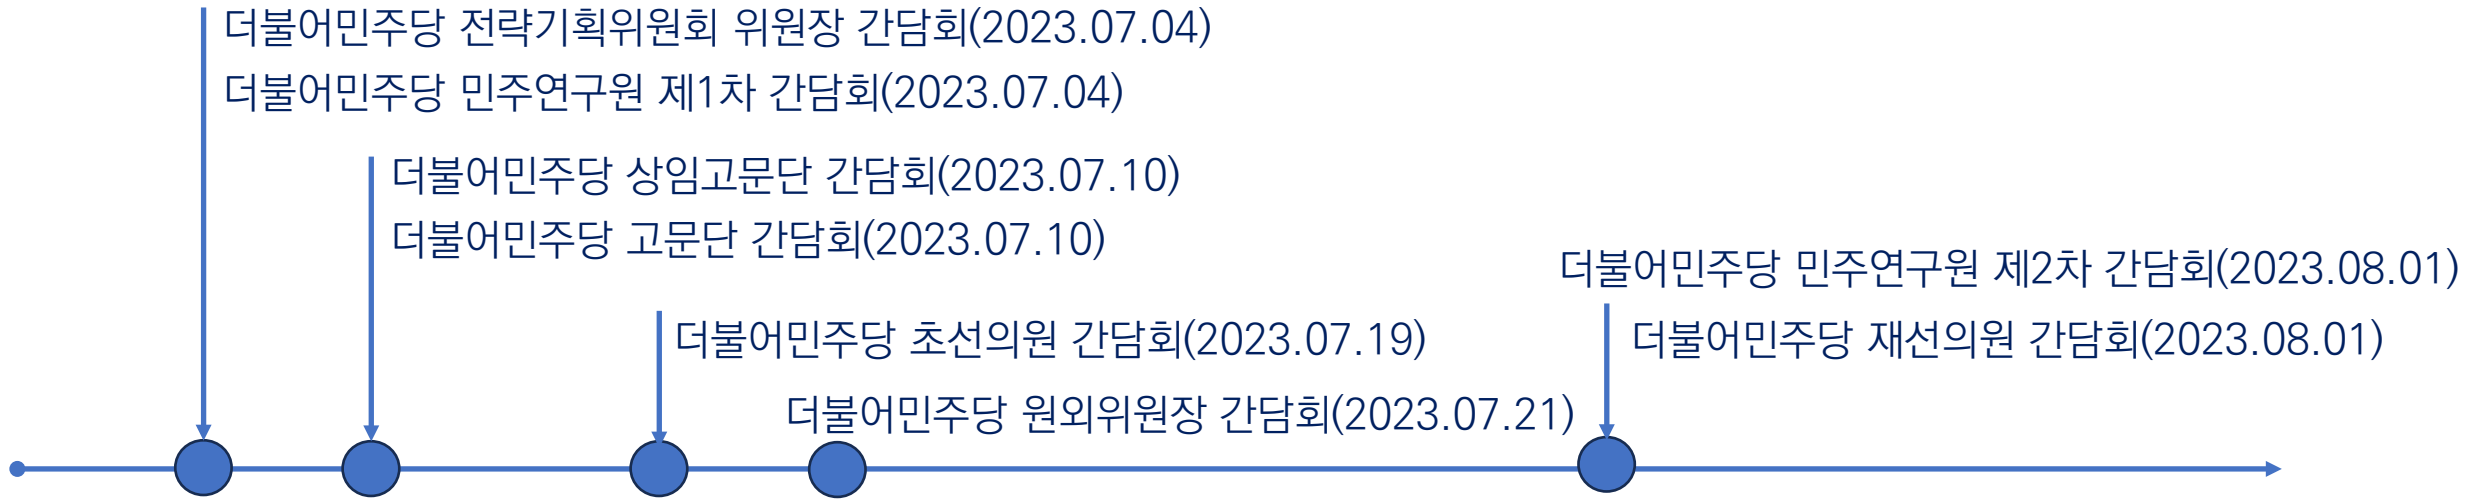 더불어민주당 전략기획위원회 위원장 간담회(2023.07.04)
더불어민주당 민주연구원 제1차 간담회(2023.07.04)
더불어민주당 상임고문단 간담회(2023.07.10)
더불어민주당 고문단 간담회(2023.07.10)
더불어민주당 초선의원 간담회(2023.07.19)
더불어민주당 원외위원장 간담회(2023.07.21)
더불어민주당 민주연구원 제2차 간담회(2023.08.01)
더불어민주당 재선의원 간담회(2023.08.01)